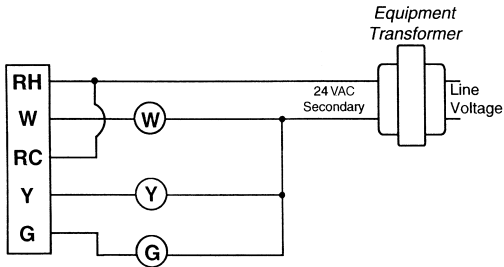 Equipment
Transformer
RH
24 VAC
Secondary
Line
Voltage
W
W
RC
Y
Y
G
G